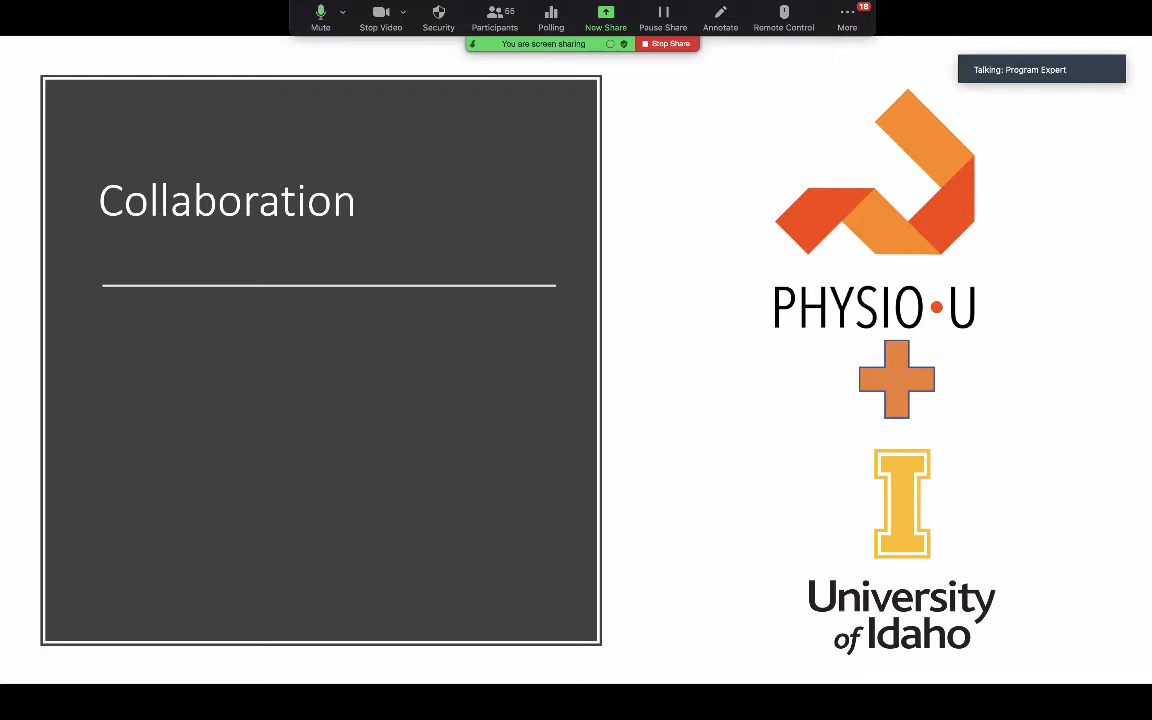 55
18
Mute
Stop Video
Security
Participants
Polling
New Share
Pause Share
Annotate
Remote Control
More
You are screen sharing
Stop Share
Talking: Program Expert
Collaboration
PHYSIO•U
I
University
of Idaho